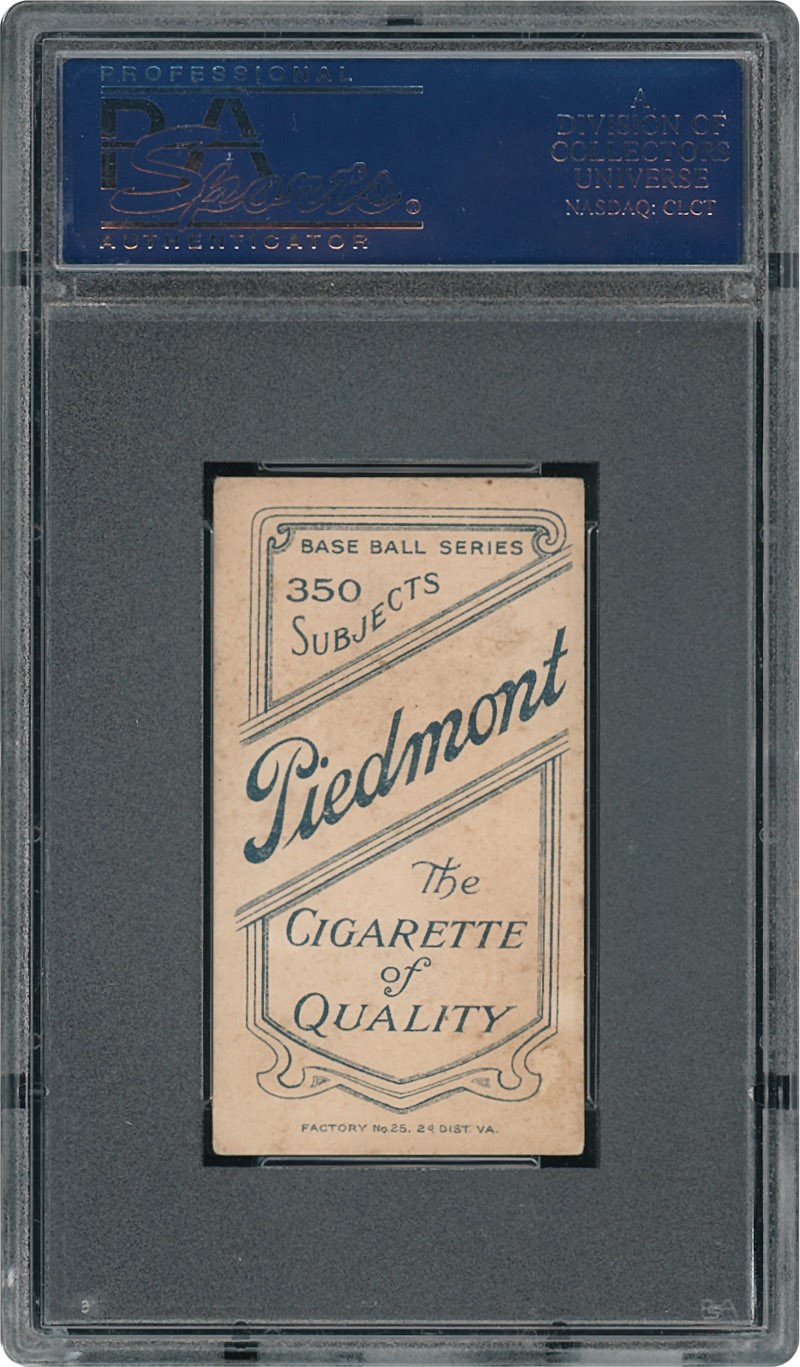 PROFESSIONAL
PSA
Sports®
AUTHENTICATOR
A
DIVISION OF
COLLECTORS
UNIVERSE
NASDAQ: CLCT
BASE BALL SERIES
350
SUBJECTS
Piedmont
The
CIGARETTE
of
QUALITY
FACTORY No. 25. 2d DIST. VA.
PSA